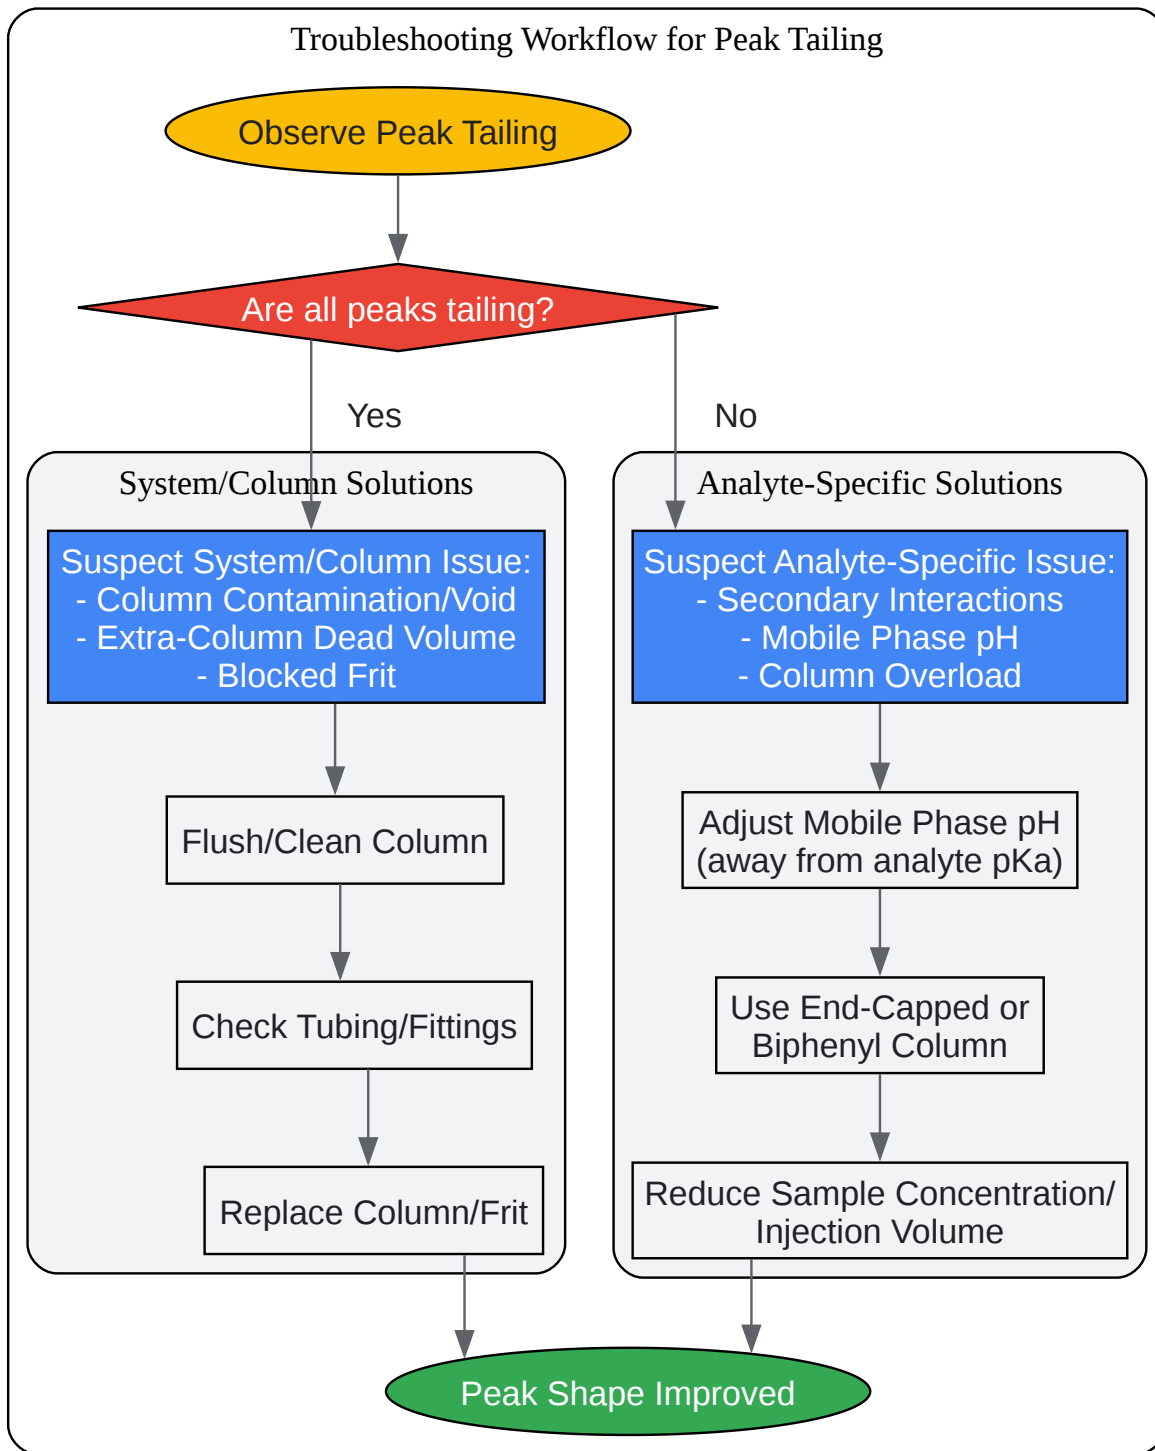 Troubleshooting Workflow for Peak Tailing
Observe Peak Tailing
Are all peaks tailing?
Yes
No
System/Column Solutions
Suspect System/Column Issue:
- Column Contamination/Void
- Extra-Column Dead Volume
- Blocked Frit
Flush/Clean Column
Check Tubing/Fittings
Replace Column/Frit
Analyte-Specific Solutions
Suspect Analyte-Specific Issue:
- Secondary Interactions
- Mobile Phase pH
- Column Overload
Adjust Mobile Phase pH
(away from analyte pKa)
Use End-Capped or
Biphenyl Column
Reduce Sample Concentration/
Injection Volume
Peak Shape Improved